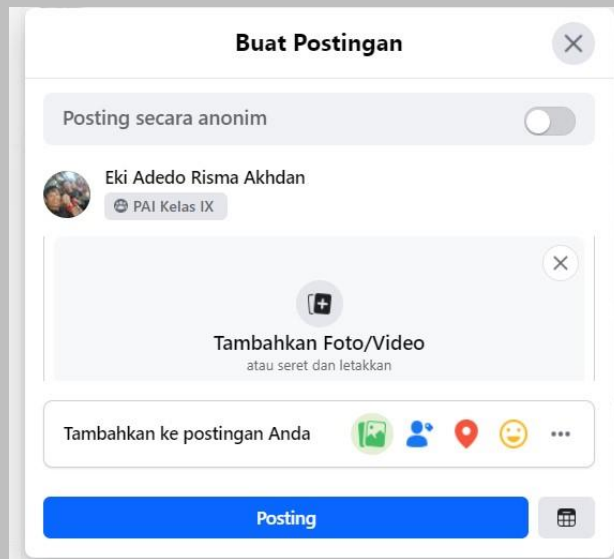 Buat Postingan
Posting secara anonim
Eki Adedo Risma Akhdan
PAI Kelas IX
Tambahkan Foto/Video
atau seret dan letakkan
Tambahkan ke postingan Anda
Posting